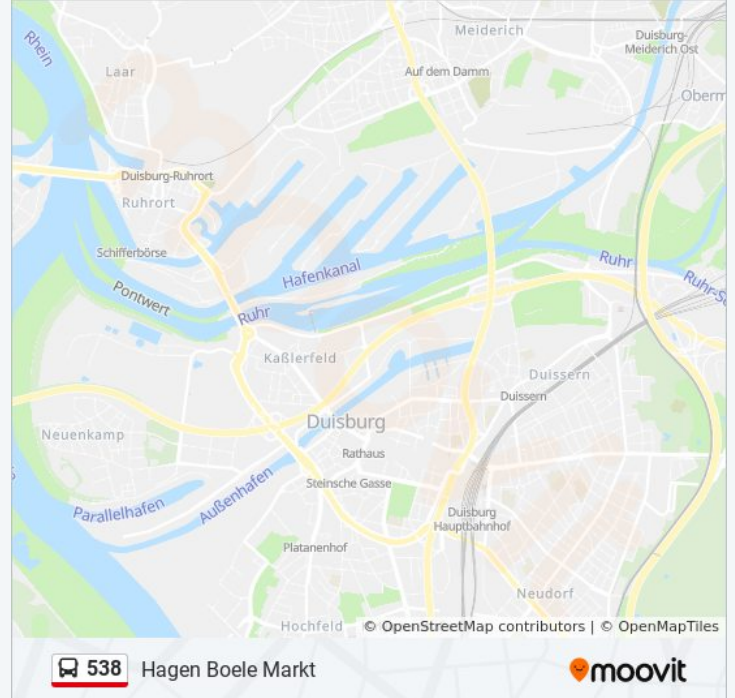 Meiderich
Duisburg-
Meiderich Ost
Rhein
Laar
Auf dem Damm
Oberm
Duisburg-Ruhrort
Ruhrort
Schifferbörse
Hafenkanal
Ruhr
Ruhr-S
Pontwert
Ruhr
Kaßlerfeld
Duissern
Duissern
Duisburg
Neuenkamp
Rathaus
Steinsche Gasse
Außenhafen
Parallelhafen
Duisburg
Hauptbahnhof
Platanenhof
Neudorf
Hochfeld
© OpenStreetMap contributors | © OpenMapTiles
538 Hagen Boele Markt
moovit